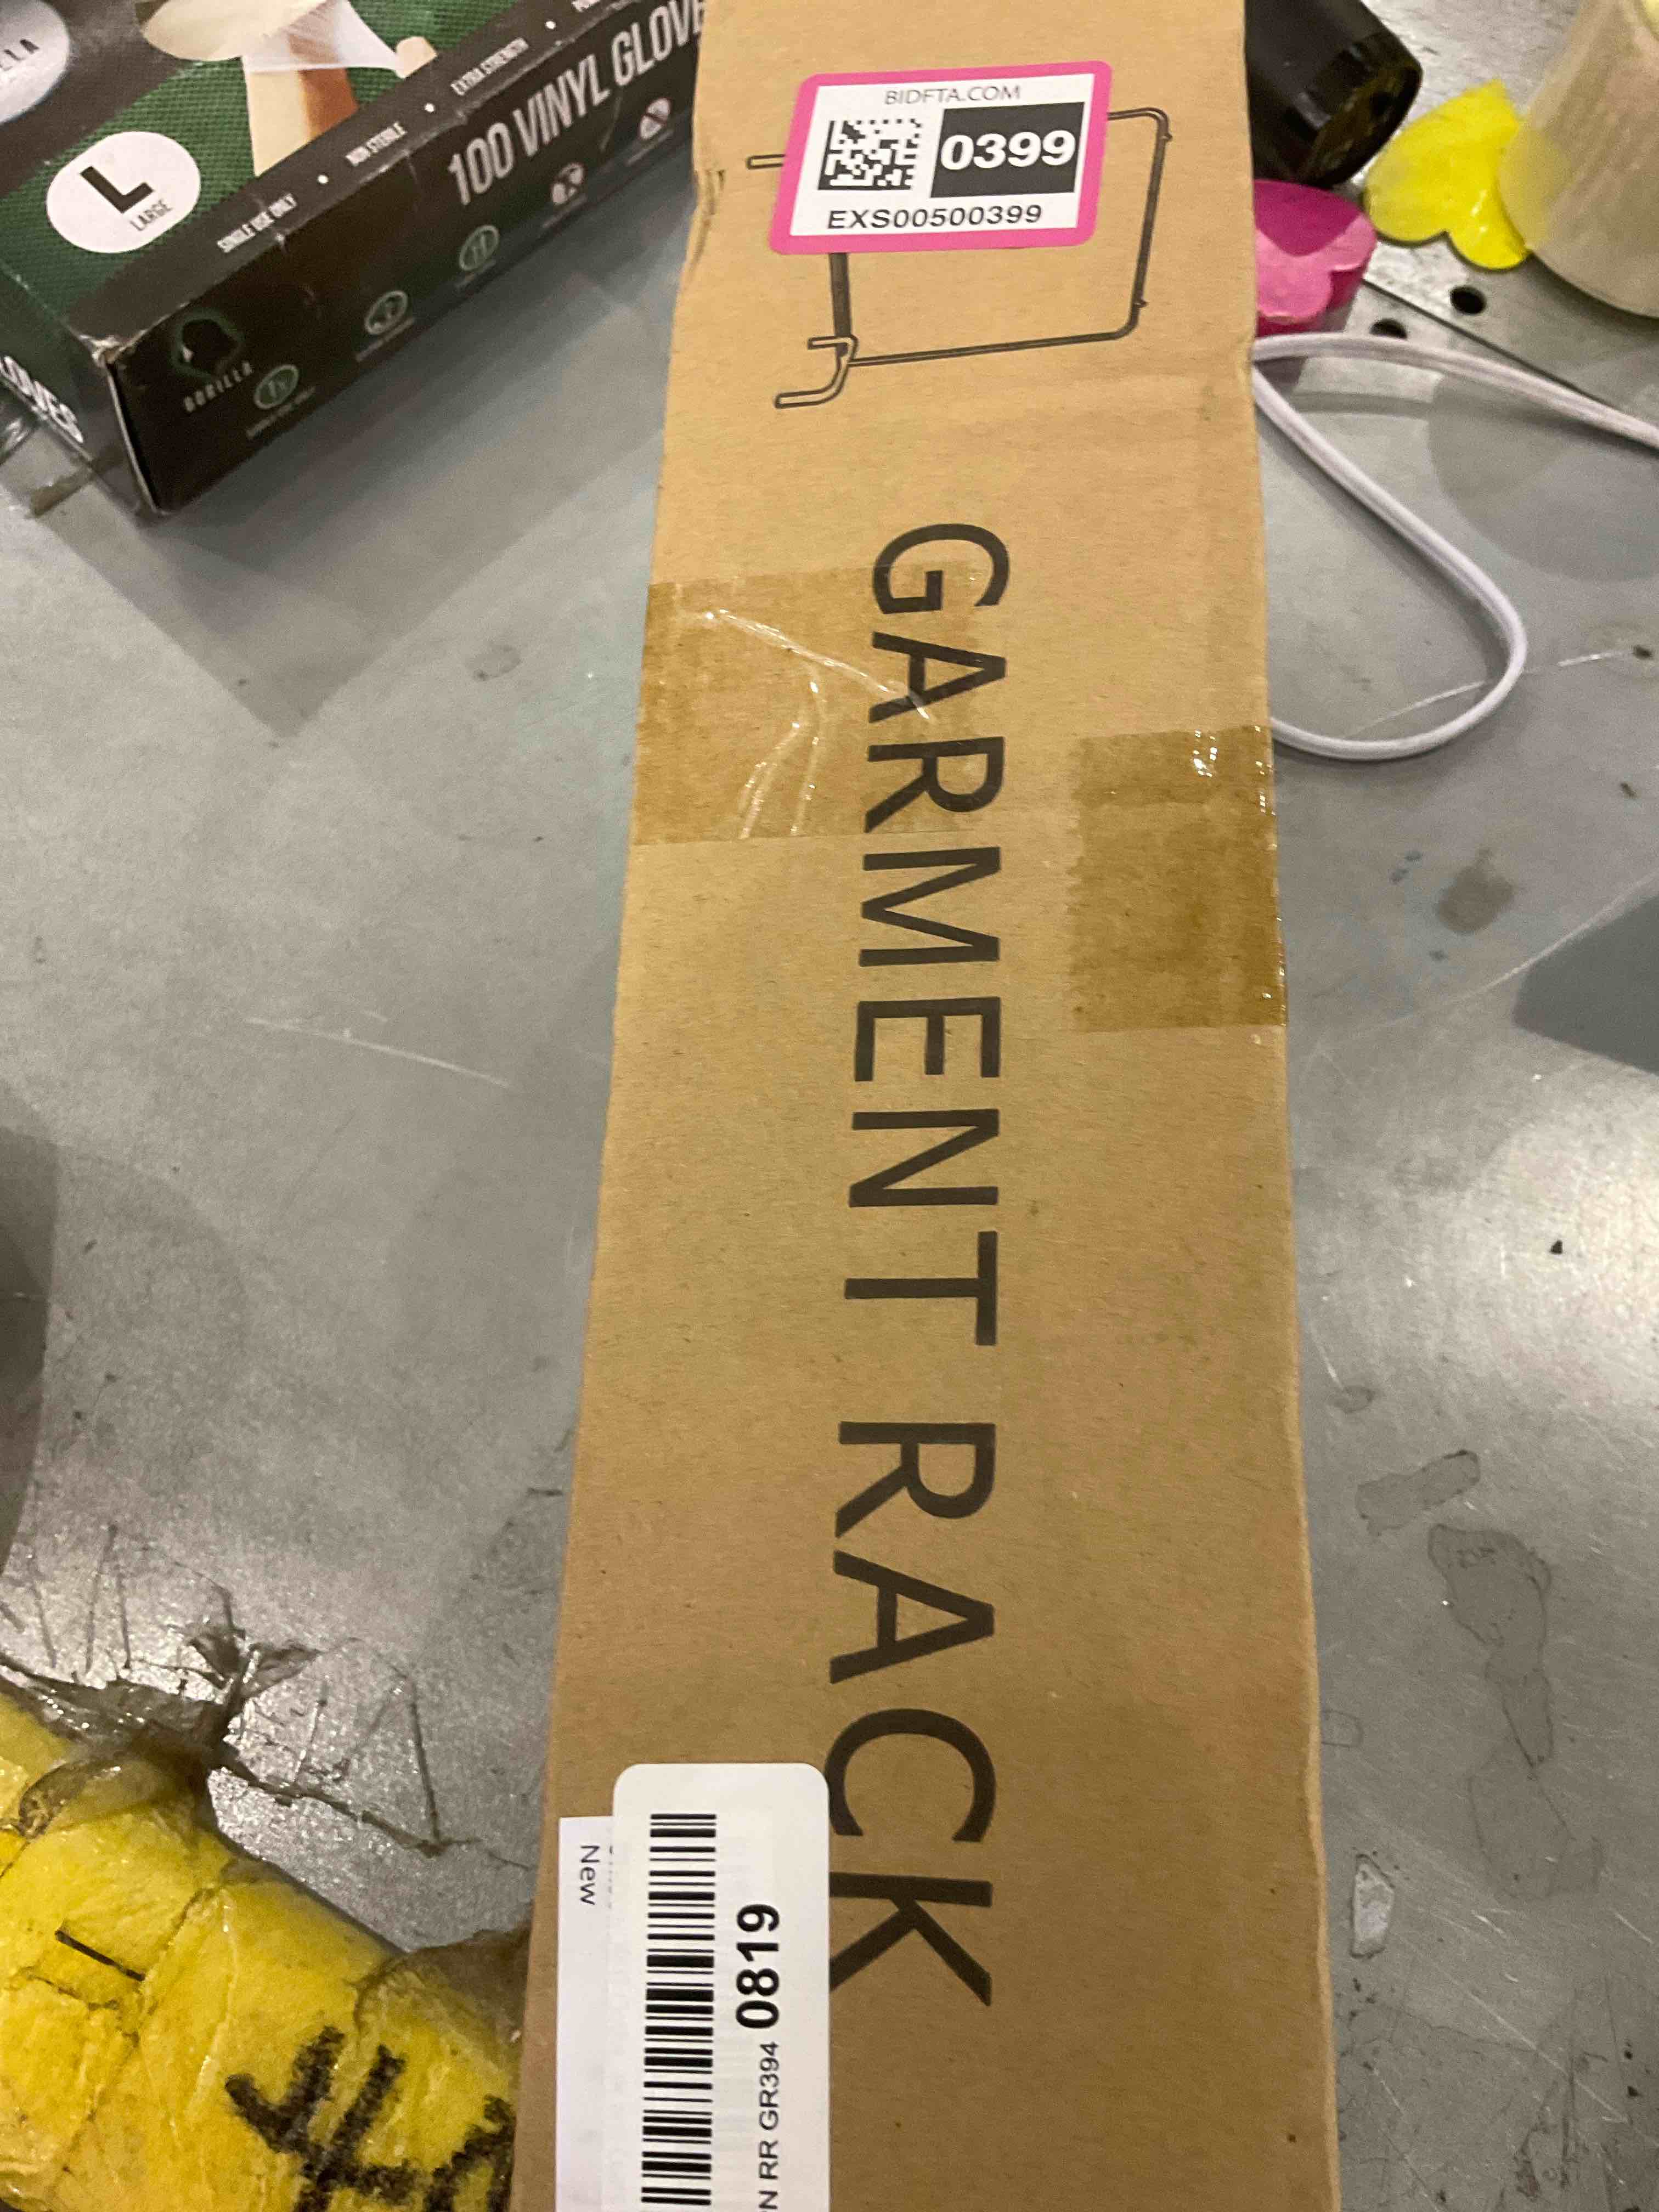 BIDFTA.COM
0399
EXS00500399
GARMENT RACK
New
0819
N RR GR394
L
LARGE
SINGLE USE ONLY • NON STERILE • EXTRA STRENGTH •
100 VINYL GLOVE
GORILLA